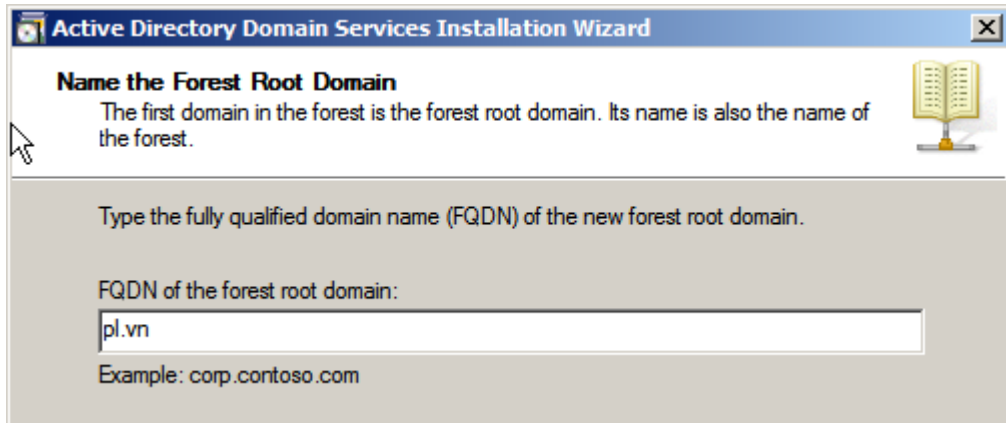 Active Directory Domain Services Installation Wizard
Name the Forest Root Domain
The first domain in the forest is the forest root domain. Its name is also the name of
the forest.
Type the fully qualified domain name (FQDN) of the new forest root domain.
FQDN of the forest root domain:
pl.vn
Example: corp.contoso.com